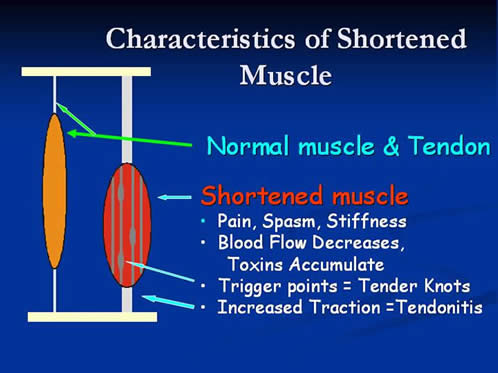 Characteristics of Shortened
Muscle
Normal muscle & Tendon
Shortened muscle
• Pain, Spasm, Stiffness
• Blood Flow Decreases,
Toxins Accumulate
• Trigger points = Tender Knots
• Increased Traction =Tendonitis